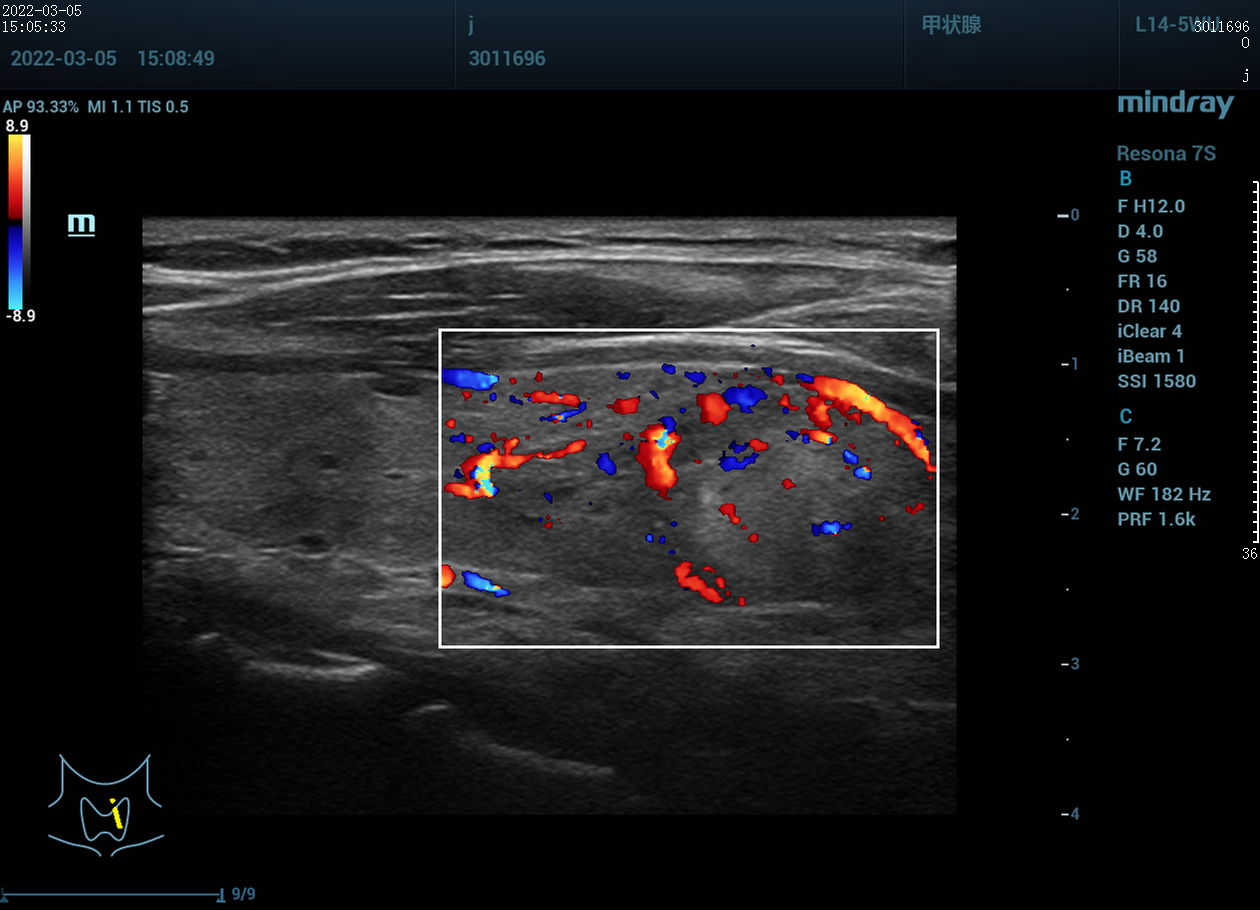 2022-03-05
15:05:33
2022-03-05 15:08:49
j
3011696
甲状腺
3011696
0
j
AP 93.33% MI 1.1 TIS 0.5
8.9
-8.9
m
mindray
Resona 7S
B
F H12.0
D 4.0
G 58
FR 16
DR 140
iClear 4
iBeam 1
SSI 1580
C
F 7.2
G 60
WF 182 Hz
PRF 1.6k
0
1
2
3
4
36
9/9